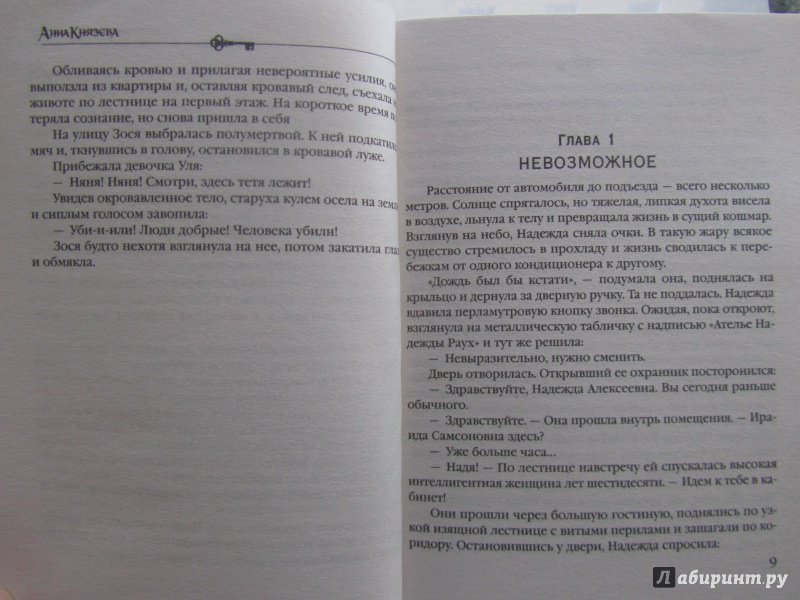 Анна Князева
Обливаясь кровью и прилагая невероятные усилия, о
выползла из квартиры и, оставляя кровавый след, съехала
животе по лестнице на первый этаж. На короткое время по
теряла сознание, но снова пришла в себя
На улицу Зося выбралась полумертвой. К ней подкатил
мяч и, ткнувшись в голову, остановился в кровавой луже.
Прибежала девочка Уля:
— Няня! Няня! Смотри, здесь тетя лежит!
Увидев окровавленное тело, старуха кулем осела на зем
и сиплым голосом завопила:
— Уби-и-или! Люди добрые! Человека убили!
Зося будто нехотя взглянула на нее, потом закатила гла
и обмякла.
Глава 1
НЕВОЗМОЖНОЕ
Расстояние от автомобиля до подъезда — всего несколько
метров. Солнце спряталось, но тяжелая, липкая духота висела
в воздухе, льнула к телу и превращала жизнь в сущий кошмар.
Взглянув на небо, Надежда сняла очки. В такую жару всякое
существо стремилось в прохладу и жизнь сводилась к пере-
бежкам от одного кондиционера к другому.
«Дождь был бы кстати», — подумала она, поднялась на
крыльцо и дернула за дверную ручку. Та не поддалась. Надежда
вдавила перламутровую кнопку звонка. Ожидая, пока откроют,
взглянула на металлическую табличку с надписью «Ателье На-
дежды Раух» и тут же решила:
— Невыразительно, нужно сменить.
Дверь отворилась. Открывший ее охранник посторонился:
— Здравствуйте, Надежда Алексеевна. Вы сегодня раньше
обычного.
— Здравствуйте. — Она прошла внутрь помещения. — Ира-
ида Самсоновна здесь?
— Уже больше часа...
— Надя! — По лестнице навстречу ей спускалась высокая
интеллигентная женщина лет шестидесяти. — Идем к тебе в ка-
бинет!
Они прошли через большую гостиную, поднялись по уз-
кой изящной лестнице с витыми перилами и зашагали по ко-
ридору. Остановившись у двери, Надежда спросила:
9
Лабиринт.ру